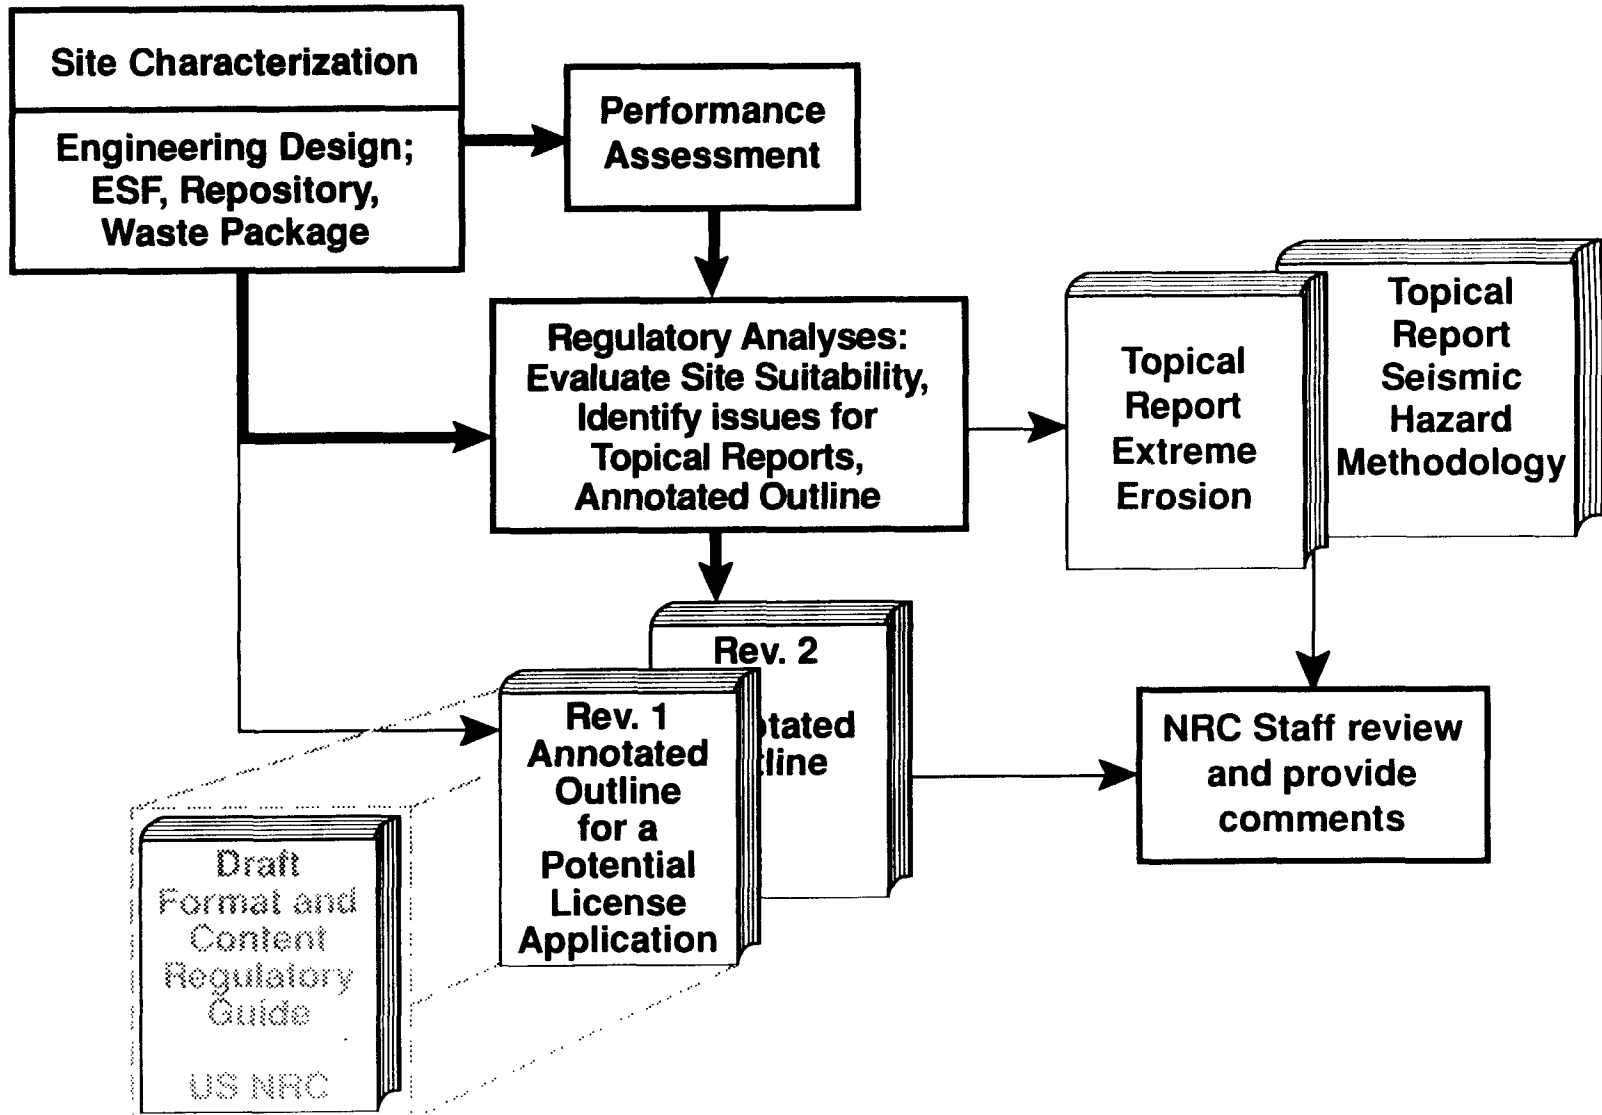 Site Characterization
Engineering Design;
ESF, Repository,
Waste Package
Performance
Assessment
Regulatory Analyses:
Evaluate Site Suitability,
Identify issues for
Topical Reports,
Annotated Outline
Topical
Report
Extreme
Erosion
Topical
Report
Seismic
Hazard
Methodology
Rev. 2
otated
tline
Rev. 1
Annotated
Outline
for a
Potential
License
Application
NRC Staff review
and provide
comments
Draft
Format and
Content
Regulatory
Guide
US NRC